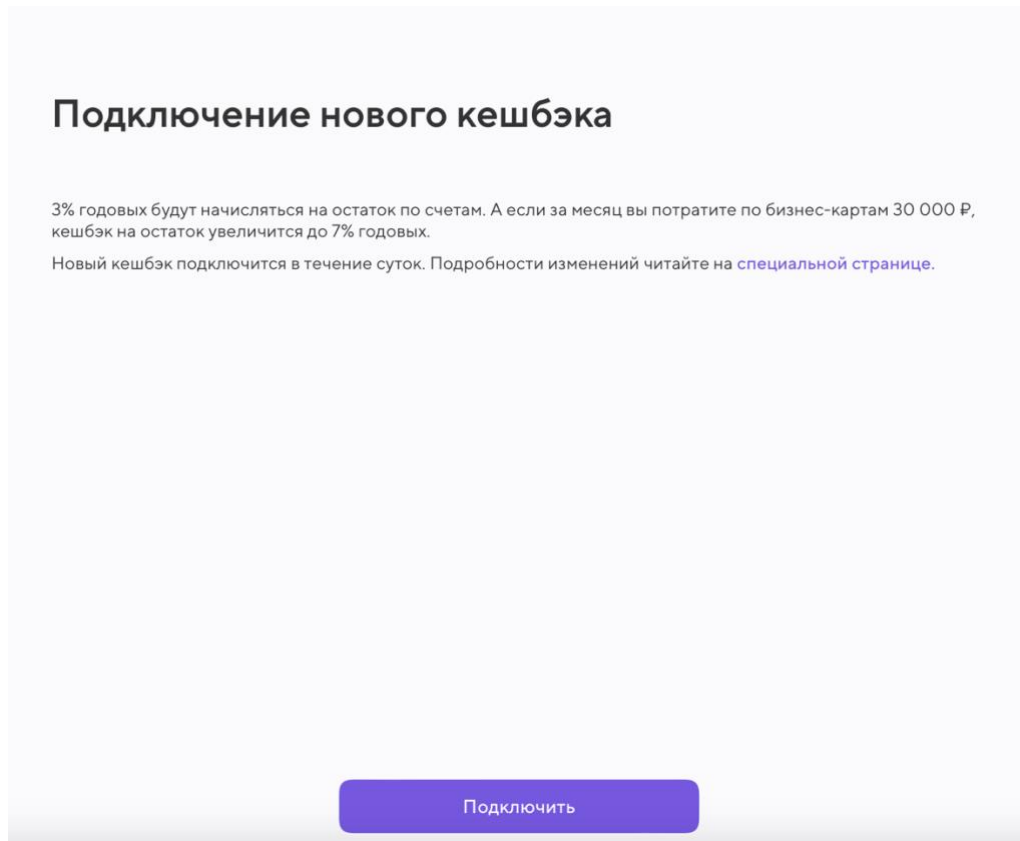 Подключение нового кешбэка
3% годовых будут начисляться на остаток по счетам. А если за месяц вы потратите по бизнес-картам 30 000 ₽,
кешбэк на остаток увеличится до 7% годовых.
Новый кешбэк подключится в течение суток. Подробности изменений читайте на специальной странице.
Подключить